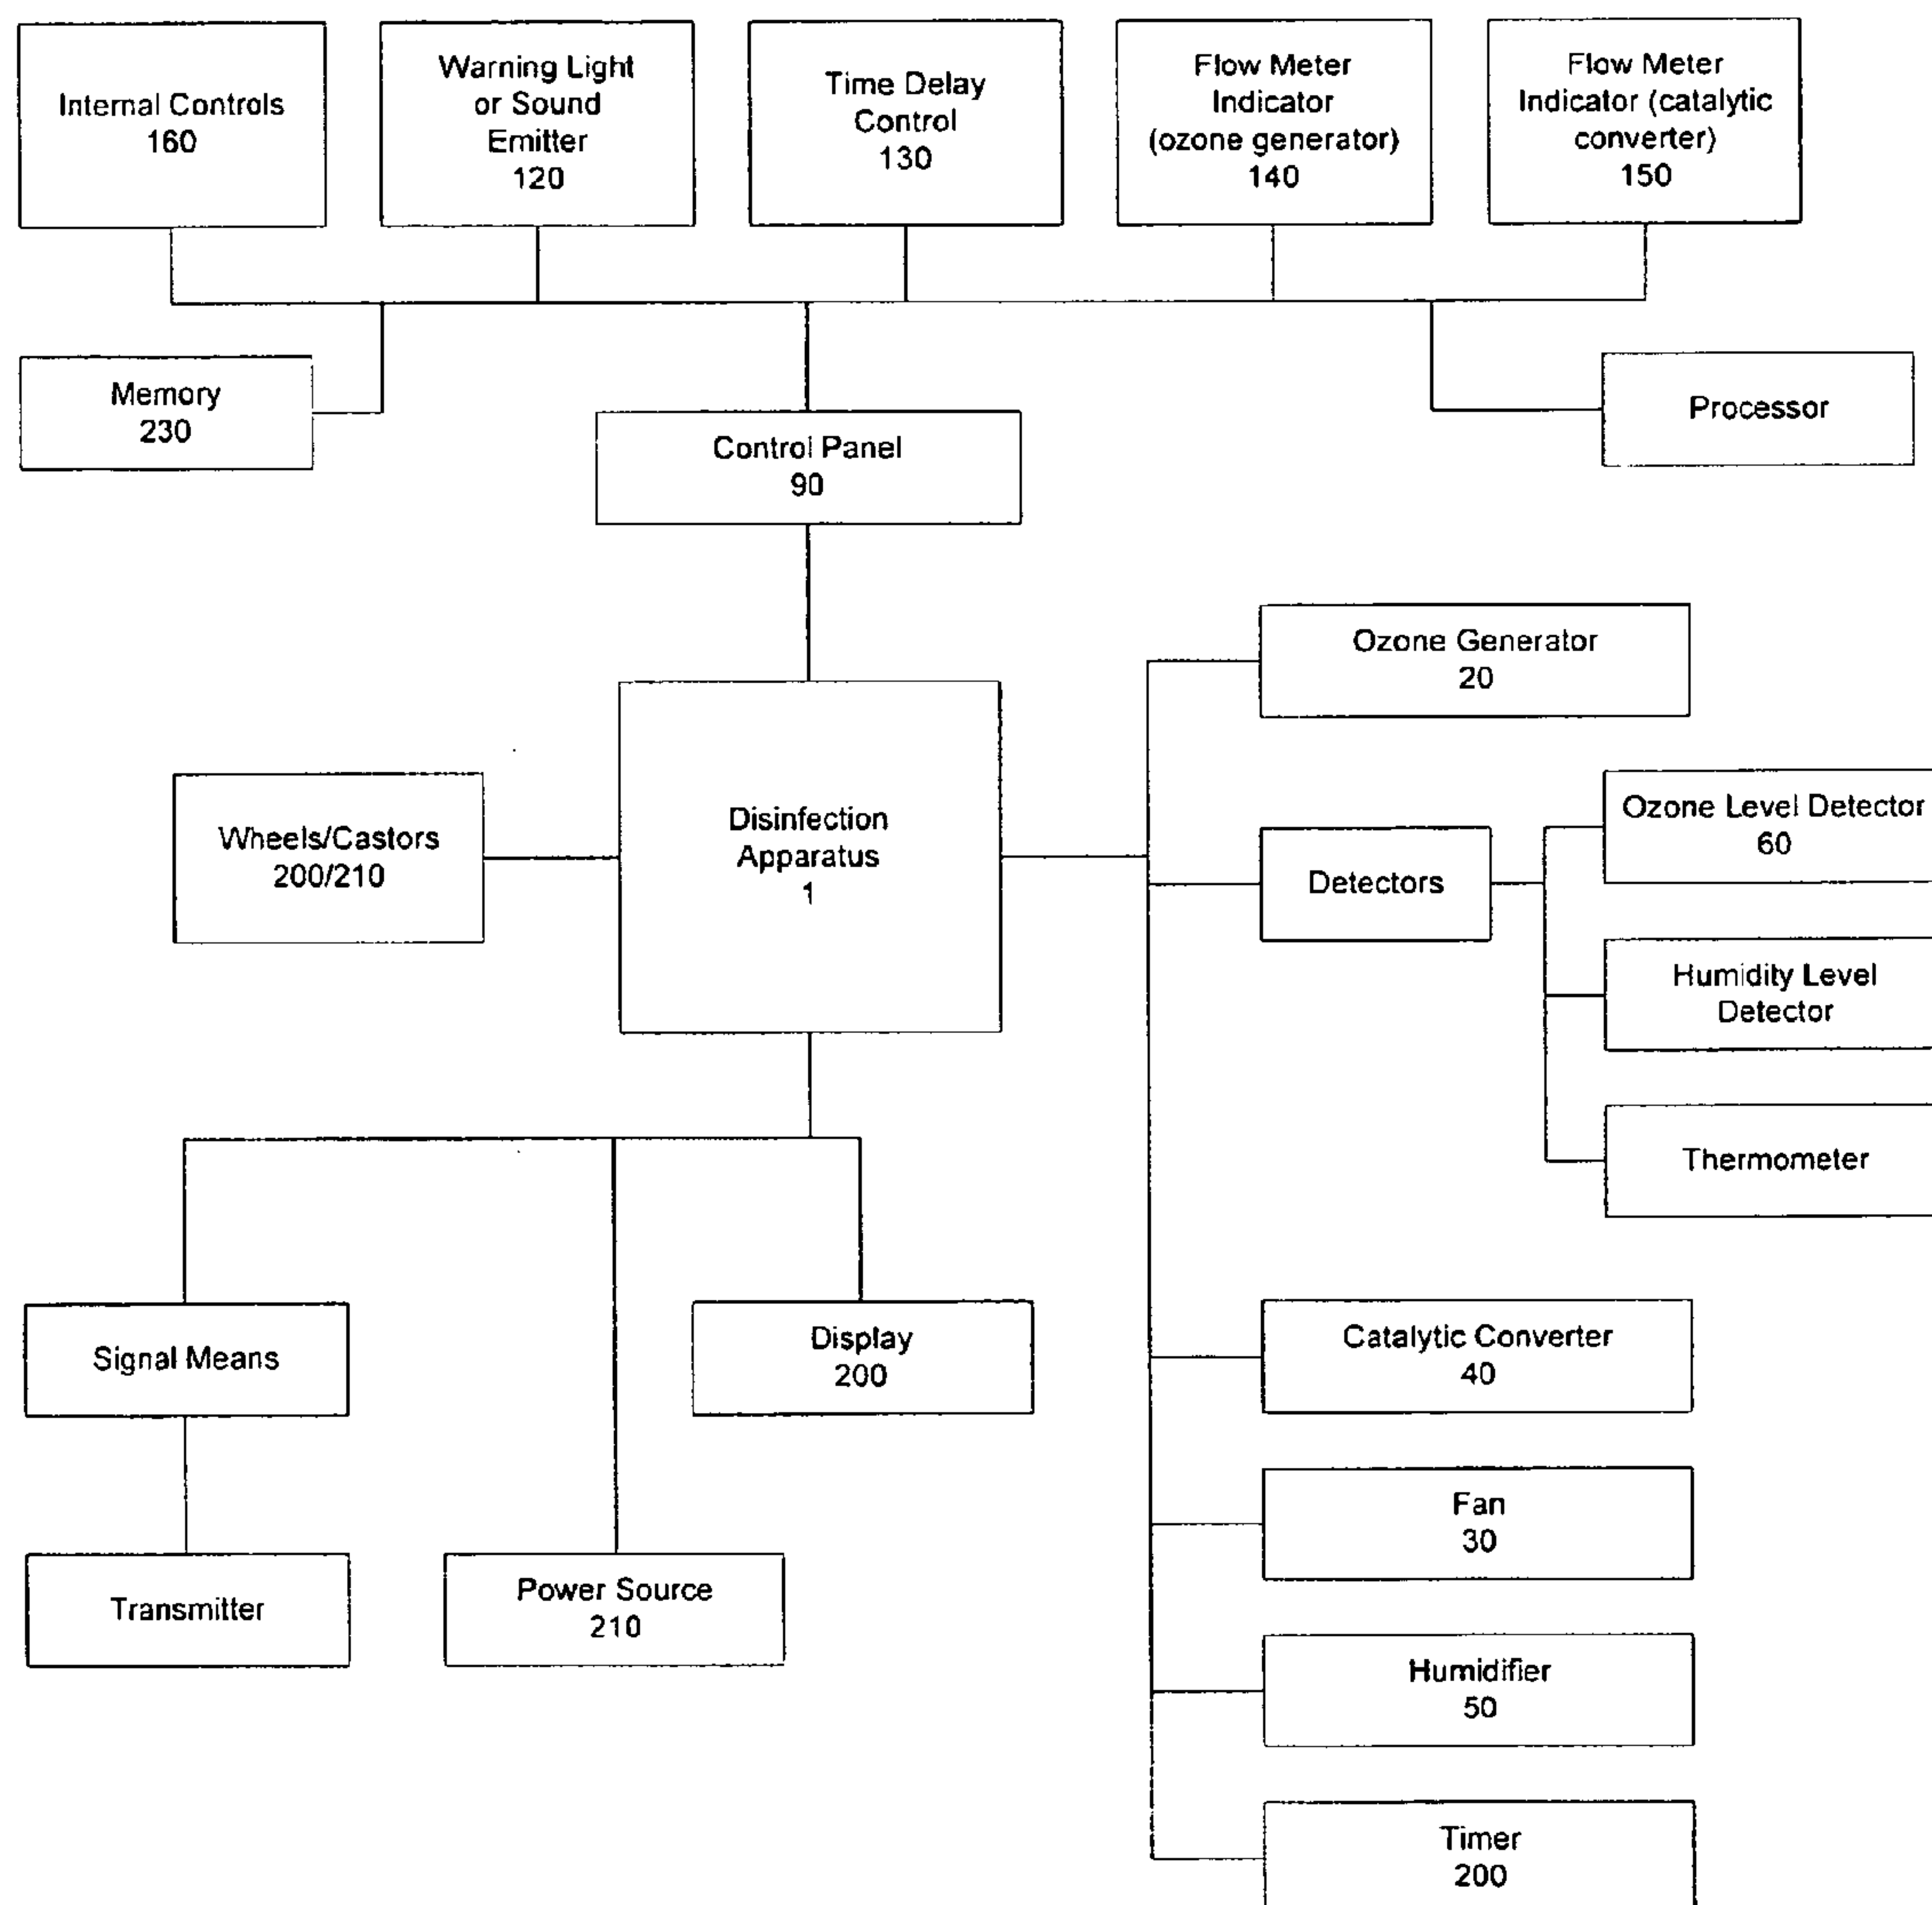 Internal Controls
160
Warning Light
or Sound
Emitter
120
Time Delay
Control
130
Flow Meter
Indicator
(ozone generator)
140
Flow Meter
Indicator (catalytic
converter)
150
Memory
230
Control Panel
90
Processor
Ozone Generator
20
Wheels/Castors
200/210
Disinfection
Apparatus
1
Detectors
Ozone Level Detector
60
Humidity Level
Detector
Thermometer
Signal Means
Display
200
Catalytic Converter
40
Fan
30
Transmitter
Power Source
210
Humidifier
50
Timer
200